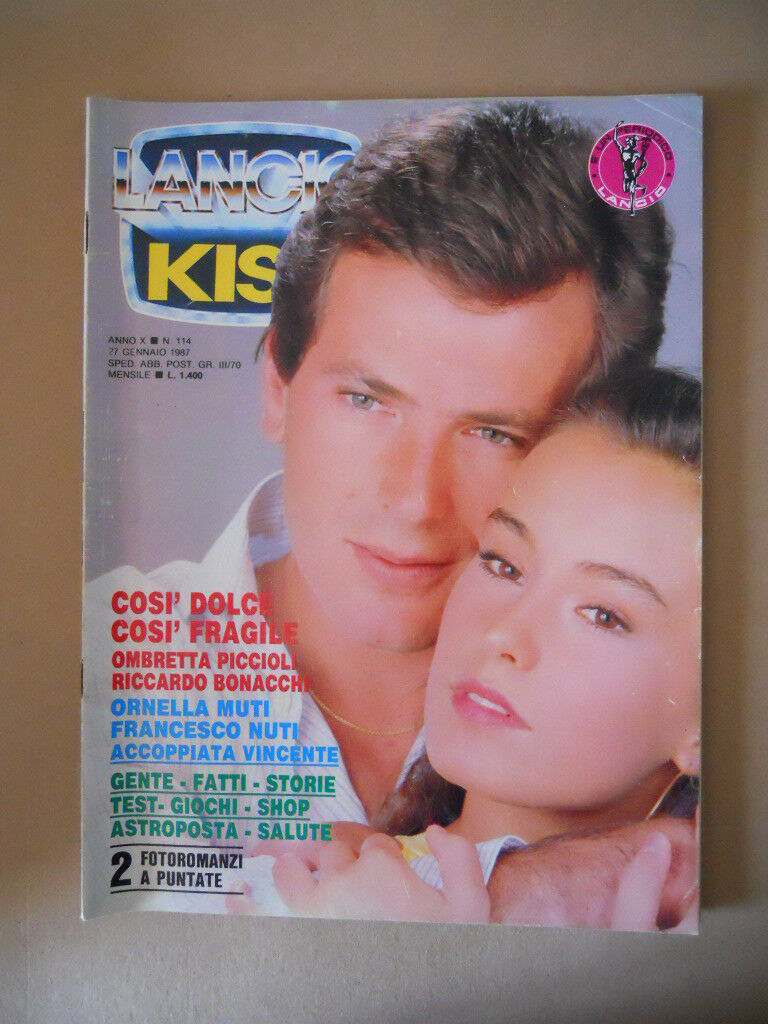 LANCIO
KISS
E' UN PERIODICO
LANCIO
ANNO X ■ N. 114
27 GENNAIO 1987
SPED. ABB. POST. GR. III/70
MENSILE ■ L. 1.400
COSI' DOLCE
COSI' FRAGILE
OMBRETTA PICCIOLI
RICCARDO BONACCHI
ORNELLA MUTI
FRANCESCO NUTI
ACCOPPIATA VINCENTE
GENTE - FATTI - STORIE
TEST- GIOCHI - SHOP
ASTROPOSTA - SALUTE
2 FOTOROMANZI
A PUNTATE